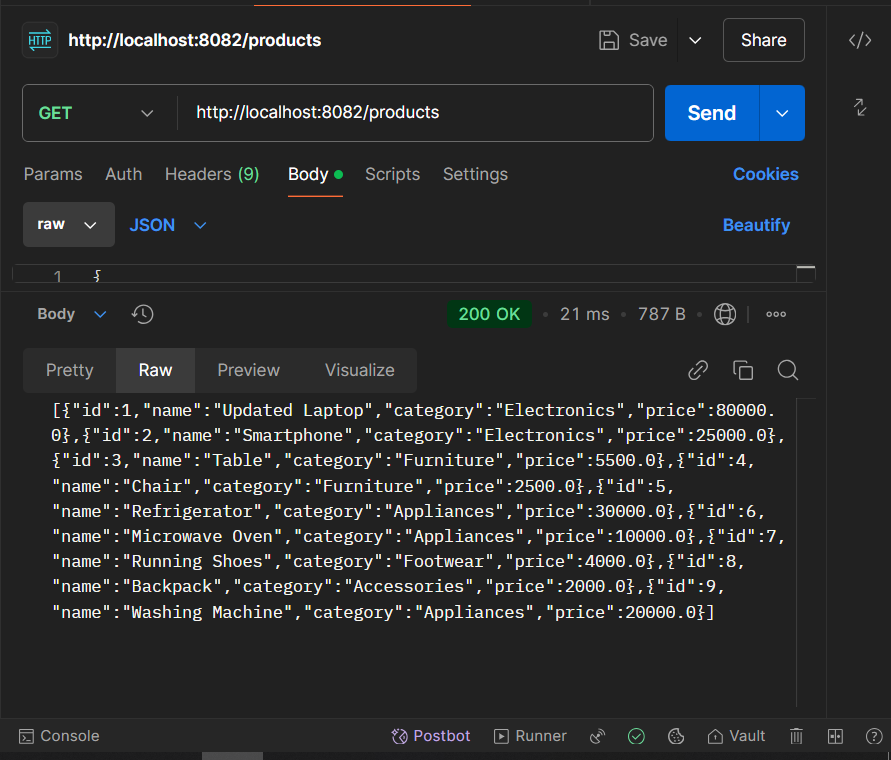 HTTP http://localhost:8082/products Save Share
GET http://localhost:8082/products Send
Params Auth Headers (9) Body Scripts Settings Cookies
raw JSON Beautify
1 {
Body 200 OK • 21 ms • 787 B •
Pretty Raw Preview Visualize
[{"id":1,"name":"Updated Laptop","category":"Electronics","price":80000.
0},{"id":2,"name":"Smartphone","category":"Electronics","price":25000.0},
{"id":3,"name":"Table","category":"Furniture","price":5500.0},{"id":4,
"name":"Chair","category":"Furniture","price":2500.0},{"id":5,
"name":"Refrigerator","category":"Appliances","price":30000.0},{"id":6,
"name":"Microwave Oven","category":"Appliances","price":10000.0},{"id":7,
"name":"Running Shoes","category":"Footwear","price":4000.0},{"id":8,
"name":"Backpack","category":"Accessories","price":2000.0},{"id":9,
"name":"Washing Machine","category":"Appliances","price":20000.0}]
Console Postbot Runner Vault